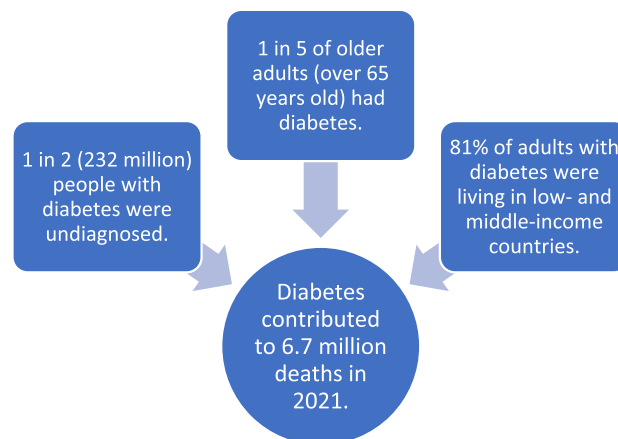 1 in 5 of older
adults (over 65
years old) had
diabetes.
1 in 2 (232 million)
people with
diabetes were
undiagnosed.
81% of adults with
diabetes were
living in low- and
middle-income
countries.
Diabetes
contributed
to 6.7 million
deaths in
2021.